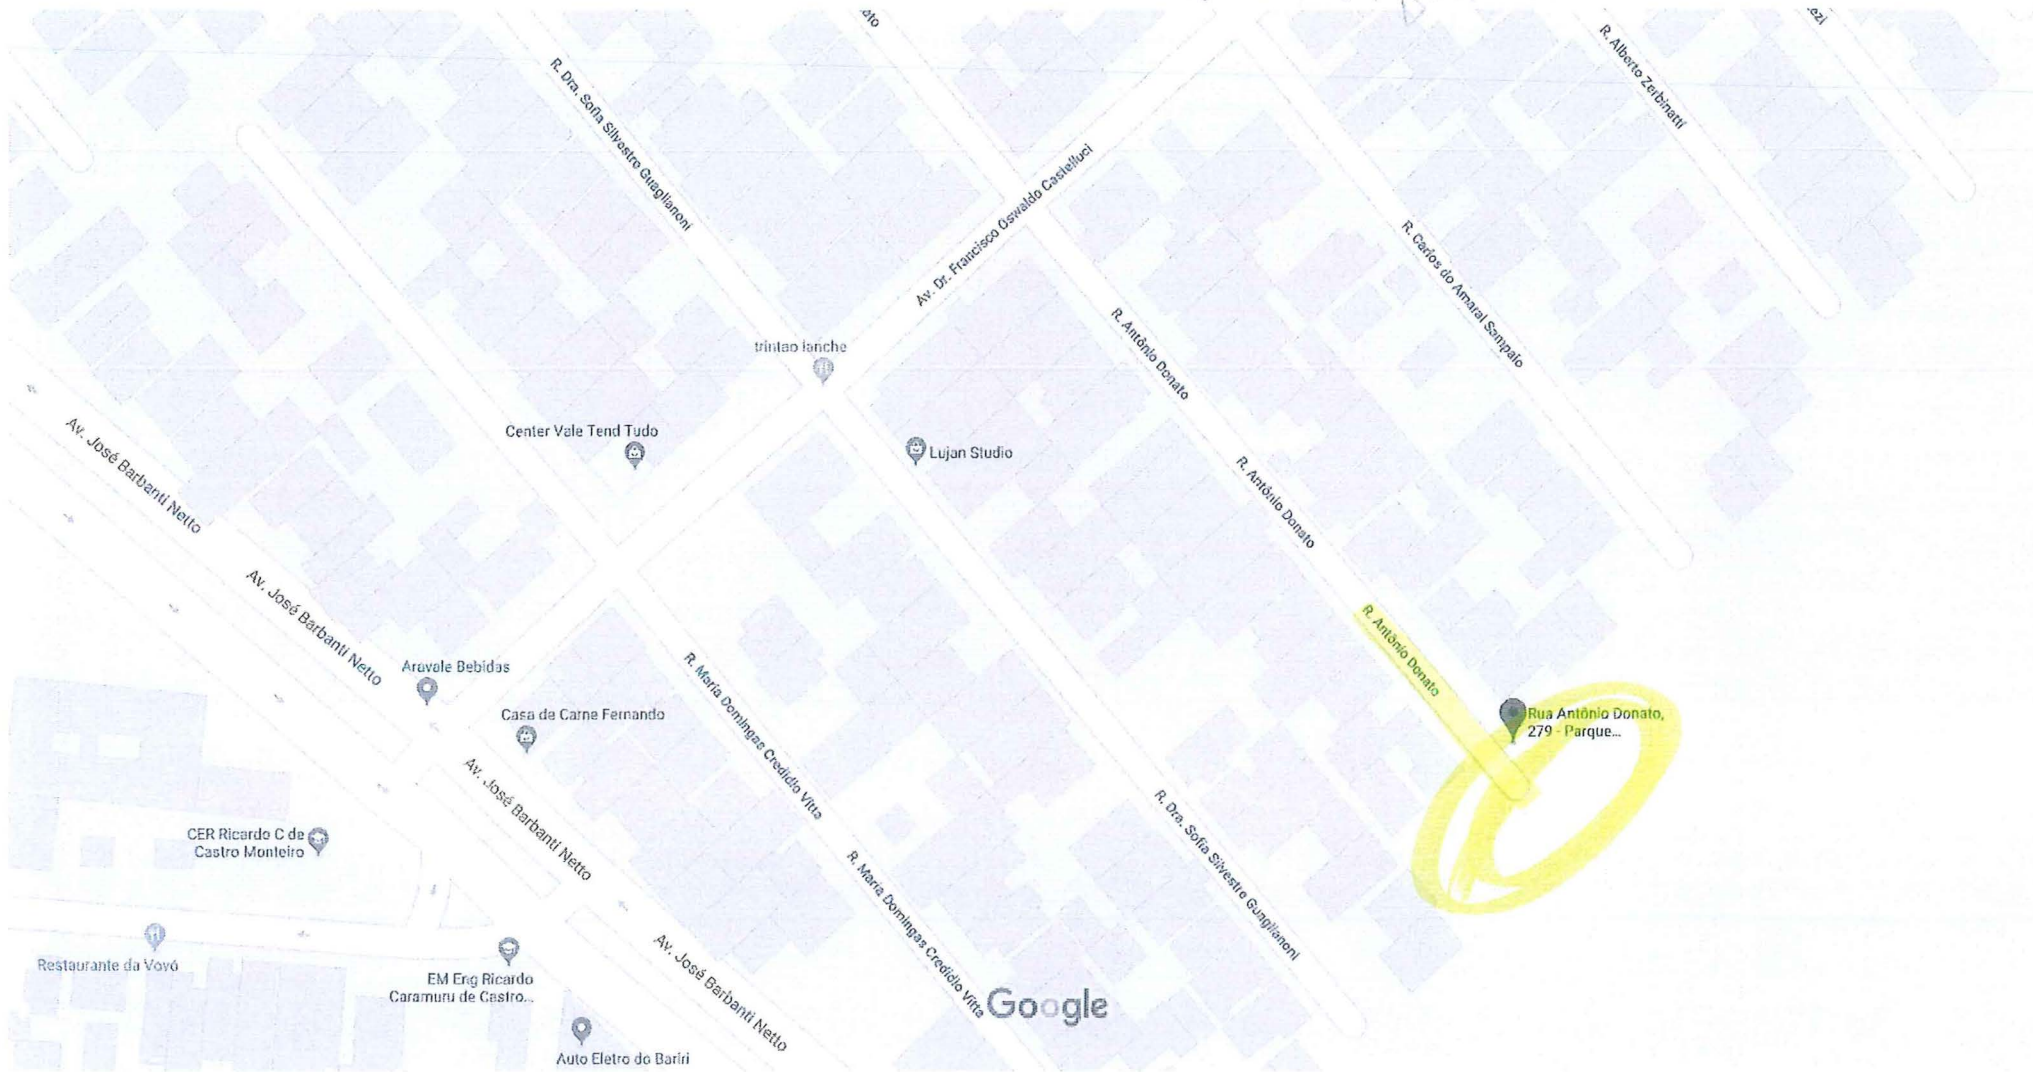 oto
ezi
R. Alberto Zerbinatti
R. Dra. Sofia Silvestre Guaglianoni
Av. Dr. Francisco Oswaldo Castelluci
R. Carlos do Amaral Sampaio
R. Antônio Donato
trintao lanche
Center Vale Tend Tudo
Lujan Studio
Av. José Barbanti Netto
R. Antônio Donato
Av. José Barbanti Netto
R. Antônio Donato
Aravale Bebidas
R. Maria Domingas Credidio Vitta
Casa de Carne Fernando
Rua Antônio Donato,
279 - Parque...
Av. José Barbanti Netto
R. Dra. Sofia Silvestre Guaglianoni
CER Ricardo C de
Castro Monteiro
R. Maria Domingas Credidio Vitta
Restaurante da Vovó
EM Eng Ricardo
Caramuru de Castro...
Av. José Barbanti Netto
Google
Auto Eletro do Bariri